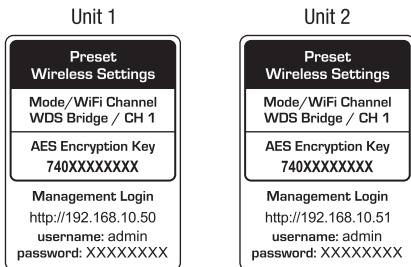 Unit 1
Preset
Wireless Settings
Mode/WiFi Channel
WDS Bridge / CH 1
AES Encryption Key
740XXXXXXXX
Management Login
http://192.168.10.50
username: admin
password: XXXXXXXX
Unit 2
Preset
Wireless Settings
Mode/WiFi Channel
WDS Bridge / CH 1
AES Encryption Key
740XXXXXXXX
Management Login
http://192.168.10.51
username: admin
password: XXXXXXXX